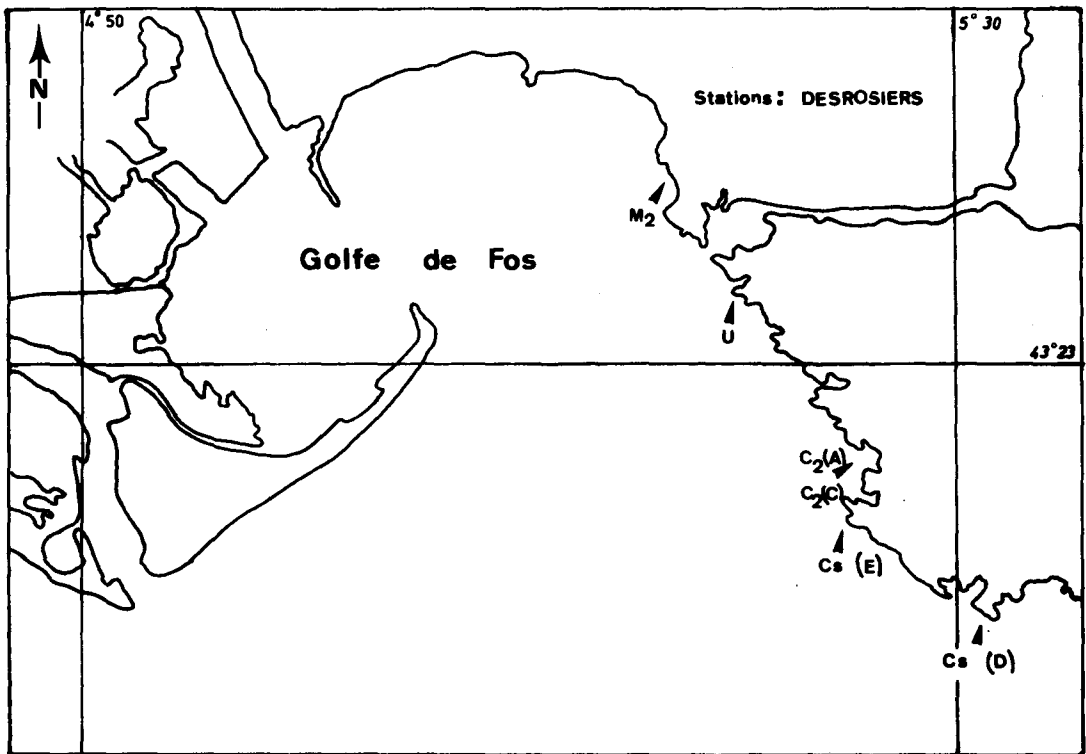 4° 50
5° 30
N
Stations: DESROSIERS
M2
Golfe de Fos
U
43° 23
C2(A)
C2(C)
Cs (E)
Cs (D)